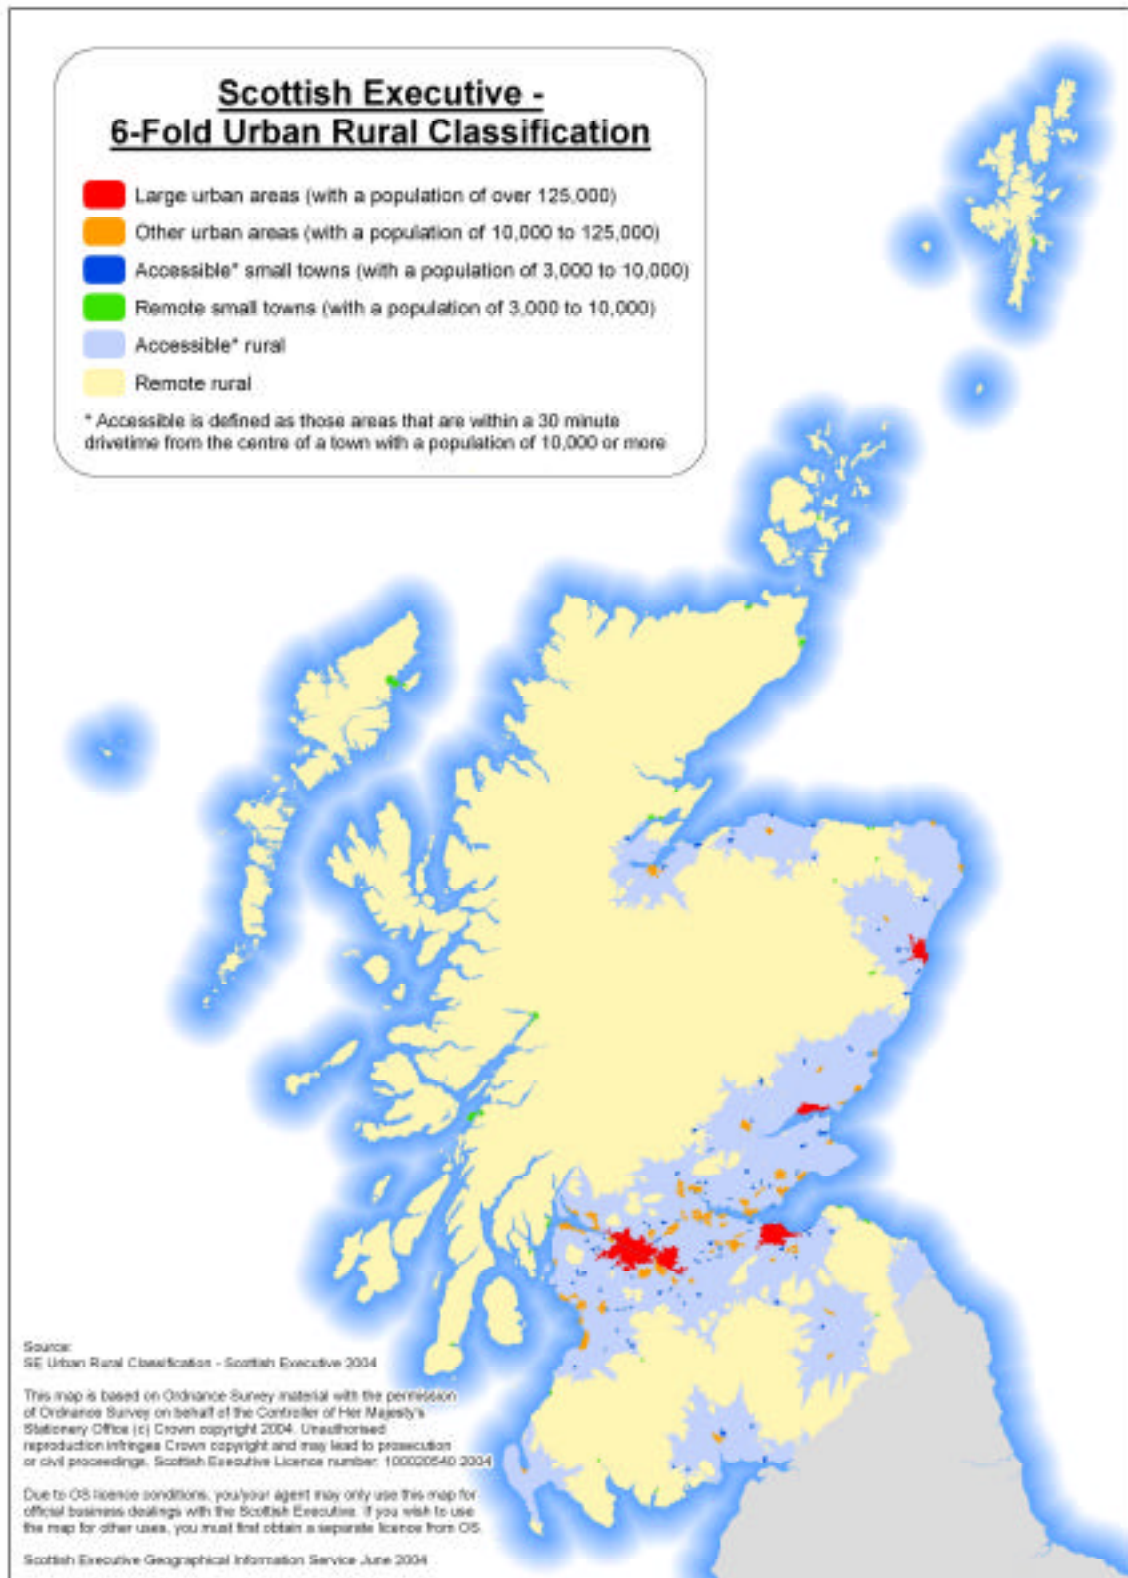 Scottish Executive -
6-Fold Urban Rural Classification
Large urban areas (with a population of over 125,000)
Other urban areas (with a population of 10,000 to 125,000)
Accessible* small towns (with a population of 3,000 to 10,000)
Remote small towns (with a population of 3,000 to 10,000)
Accessible* rural
Remote rural
* Accessible is defined as those areas that are within a 30 minute
drivetime from the centre of a town with a population of 10,000 or more
Source:
SE Urban Rural Classification - Scottish Executive 2004
This map is based on Ordnance Survey material with the permission
of Ordnance Survey on behalf of the Controller of Her Majesty's
Stationery Office (c) Crown copyright 2004. Unauthorised
reproduction infringes Crown copyright and may lead to prosecution
or civil proceedings. Scottish Executive Licence number: 100020540 2004
Due to OS licence conditions, you/your agent may only use this map for
official business dealings with the Scottish Executive. If you wish to use
the map for other uses, you must first obtain a separate licence from OS.
Scottish Executive Geographical Information Service June 2004